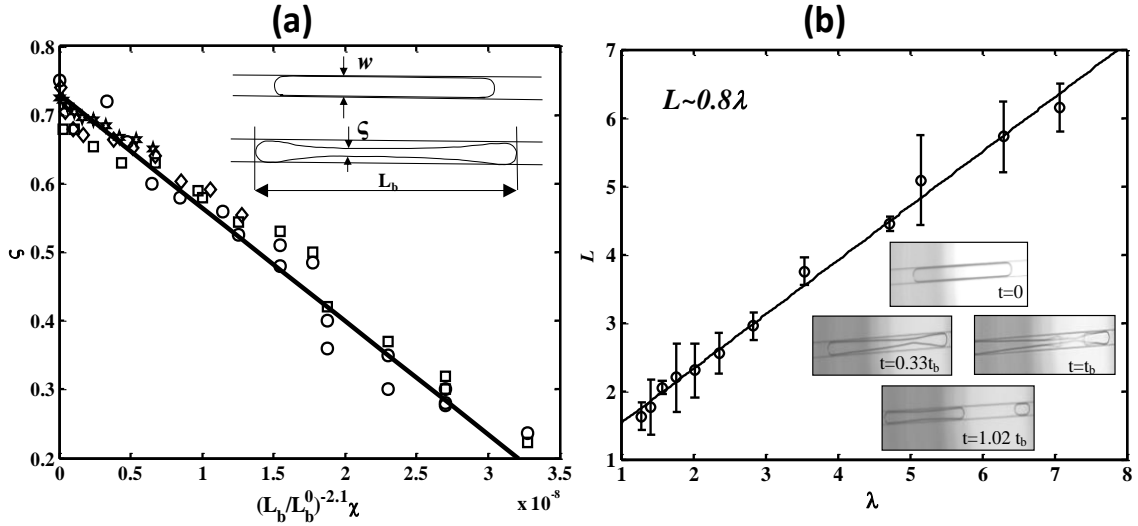 (a)
(b)
0.8
0.7
0.6
0.5
0.4
0.3
0.2
ς
w
ς
L_b
0
0.5
1
1.5
2
2.5
3
3.5
x 10^-8
(L_b/L_b^0)^-2.1χ
7
6
5
4
3
2
1
L
L~0.8λ
t=0
t=0.33t_b
t=t_b
t=1.02 t_b
1
2
3
4
5
6
7
8
λ